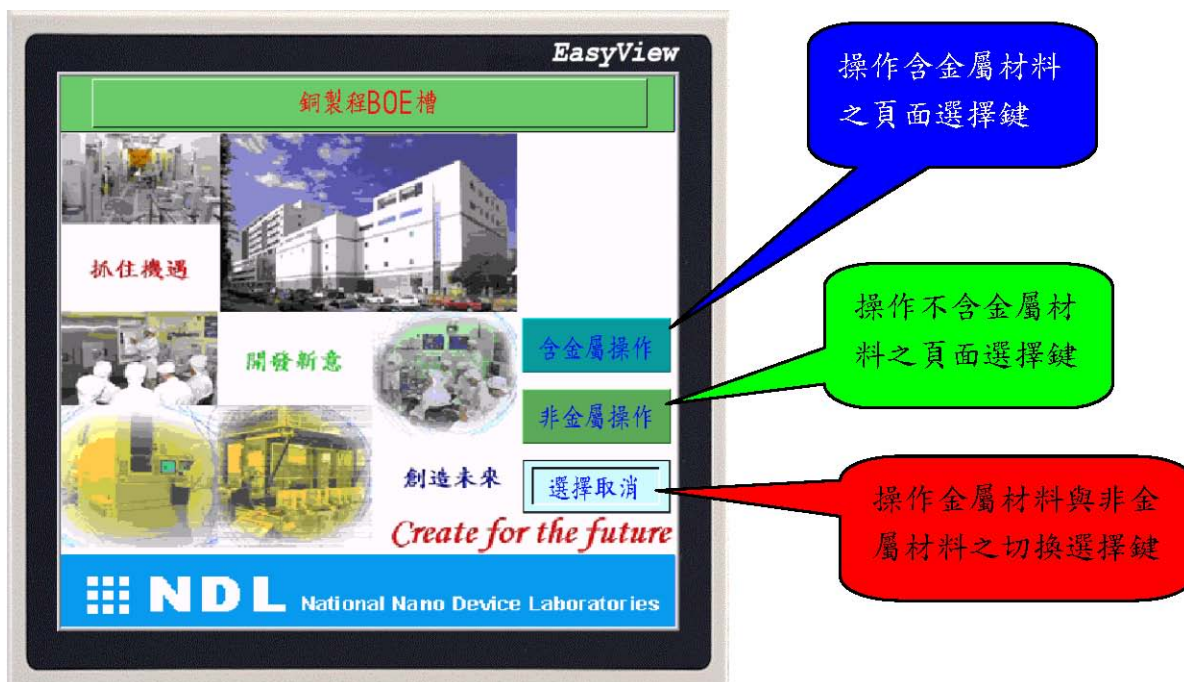 EasyView
銅製程BOE槽
抓住機遇
開發新意
創造未來
含金屬操作
非金屬操作
選擇取消
Create for the future
NDL National Nano Device Laboratories
操作含金屬材料
之頁面選擇鍵
操作不含金屬材
料之頁面選擇鍵
操作金屬材料與非金
屬材料之切換選擇鍵